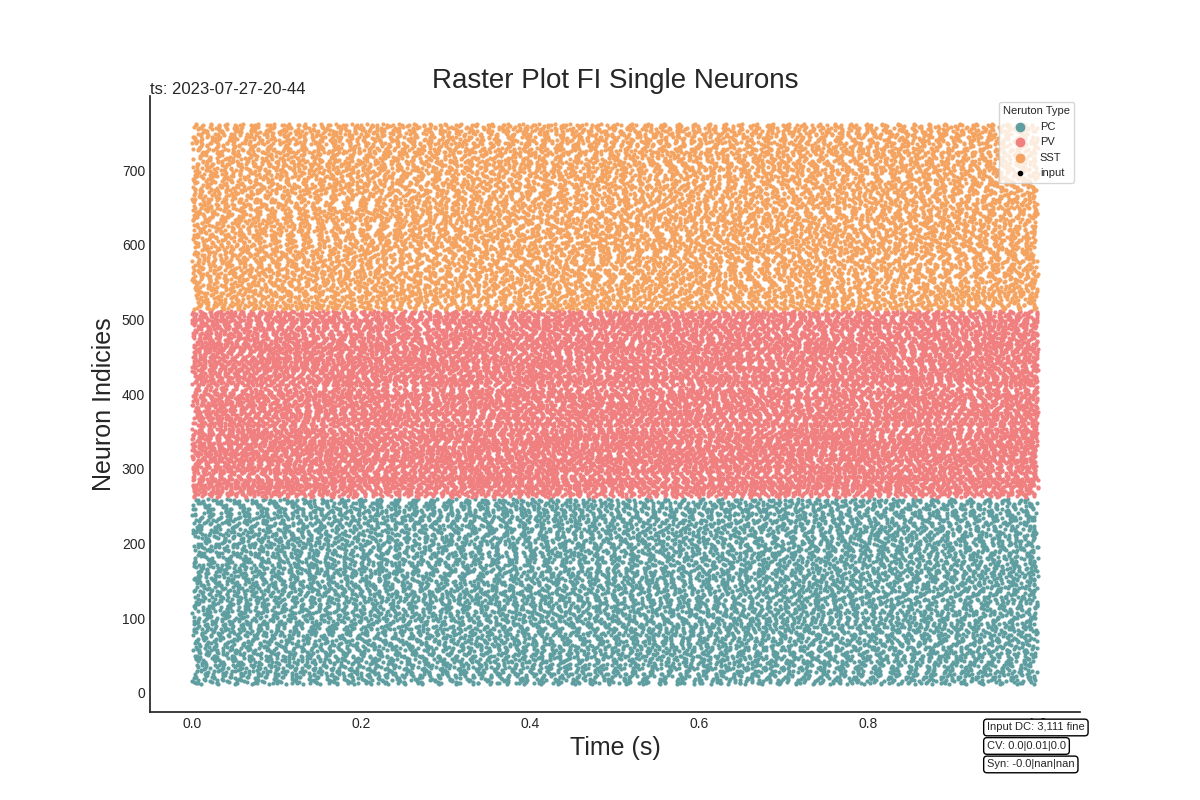 Raster Plot FI Single Neurons
ts: 2023-07-27-20-44
Neruton Type
PC
PV
SST
input
Neuron Indicies
700
600
500
400
300
200
100
0
0.0 0.2 0.4 0.6 0.8
Time (s)
Input DC: 3,111 fine
CV: 0.0|0.01|0.0
Syn: -0.0|nan|nan